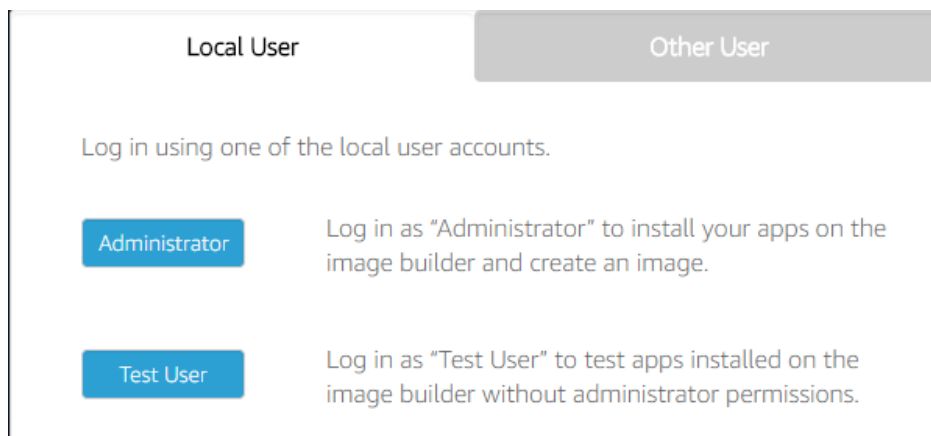 Local User
Other User
Log in using one of the local user accounts.
Administrator
Log in as “Administrator” to install your apps on the
image builder and create an image.
Test User
Log in as “Test User” to test apps installed on the
image builder without administrator permissions.